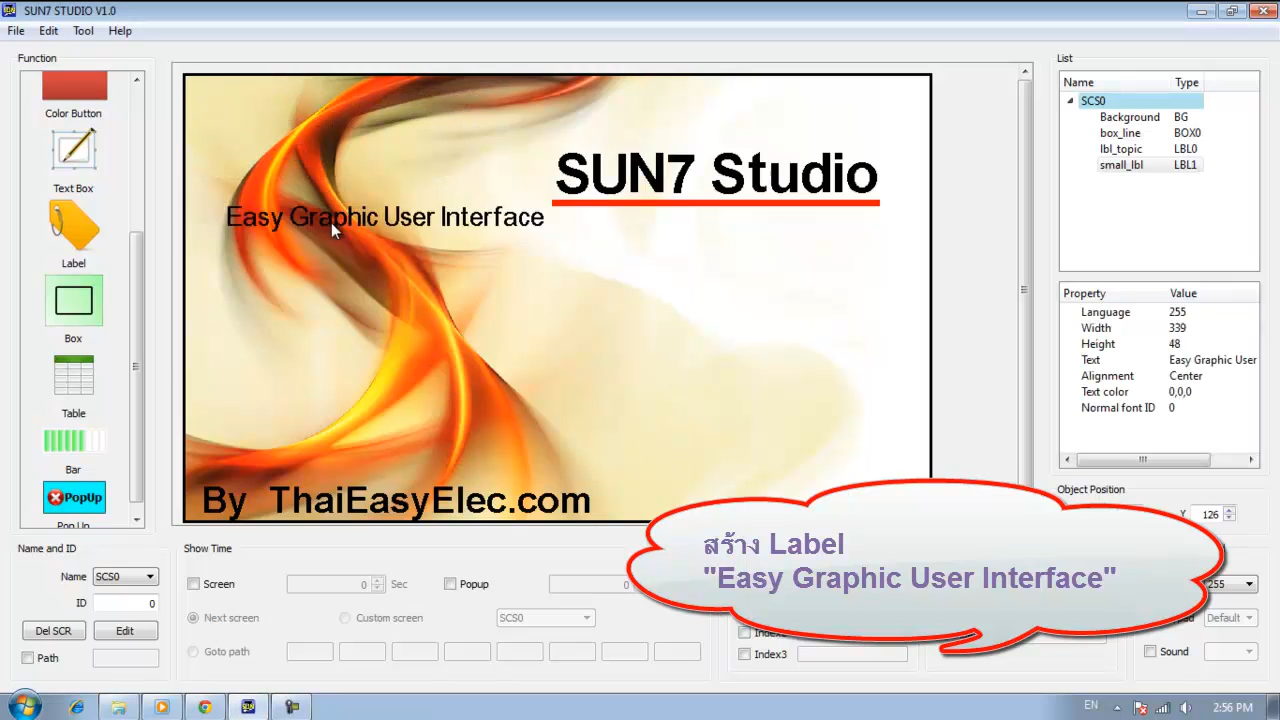 SUN7 STUDIO V1.0
File Edit Tool Help
Function
Color Button
Text Box
Label
Box
Table
Bar
PopUp
Pop Up
SUN7 Studio
Easy Graphic User Interface
By ThaiEasyElec.com
List
Name Type
SCS0
Background BG
box_line BOX0
lbl_topic LBL0
small_lbl LBL1
Property Value
Language 255
Width 339
Height 48
Text Easy Graphic User
Alignment Center
Text color 0,0,0
Normal font ID 0
Object Position
Y 126
สร้าง Label
"Easy Graphic User Interface"
Name and ID
Name SCS0
ID 0
Del SCR Edit
Path
Show Time
Screen 0 Sec Popup 0
Next screen Custom screen SCS0
Goto path
Index3
255
Default
Sound
EN 2:56 PM